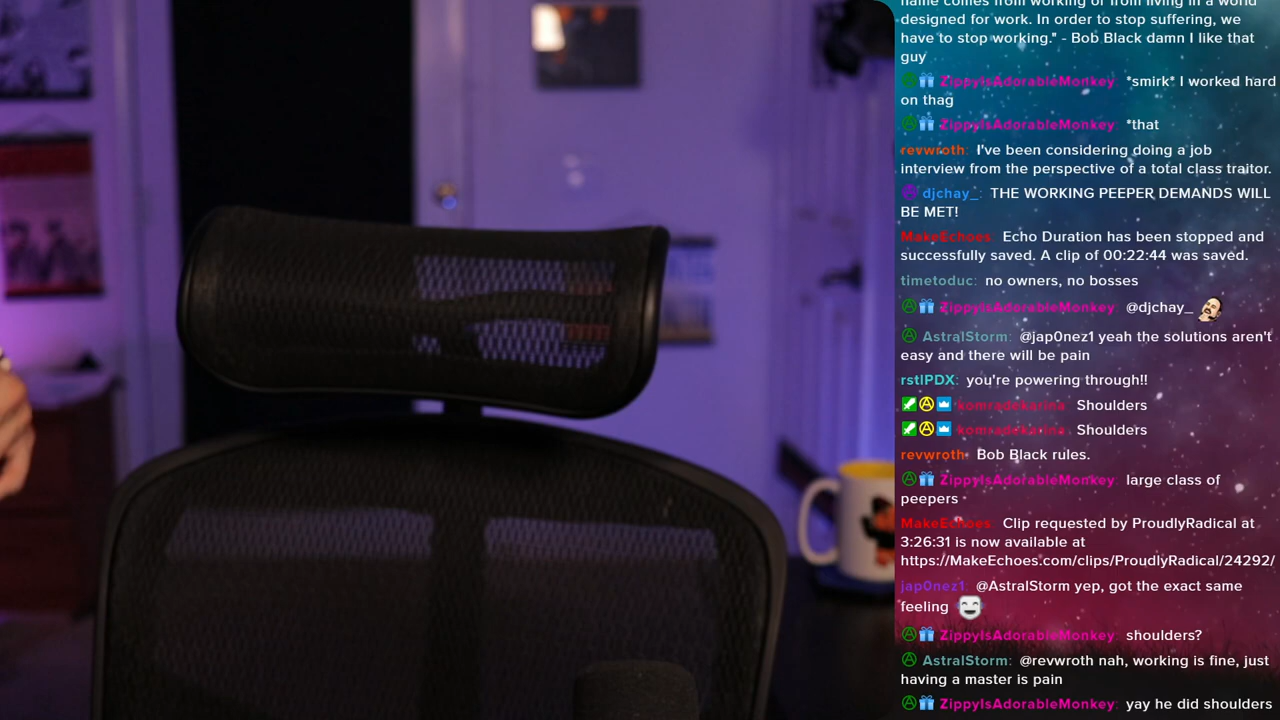 name comes from working or from living in a world
designed for work. In order to stop suffering, we
have to stop working." - Bob Black damn I like that
guy
ZippyIsAdorableMonkey: *smirk* I worked hard
on thag
ZippyIsAdorableMonkey: *that
revwroth: I've been considering doing a job
interview from the perspective of a total class traitor.
djchay_: THE WORKING PEEPER DEMANDS WILL
BE MET!
MakeEchoes: Echo Duration has been stopped and
successfully saved. A clip of 00:22:44 was saved.
timetoduc: no owners, no bosses
ZippyIsAdorableMonkey: @djchay_
AstralStorm: @jap0nez1 yeah the solutions aren't
easy and there will be pain
rstlPDX: you're powering through!!
komradekarina: Shoulders
komradekarina: Shoulders
revwroth: Bob Black rules.
ZippyIsAdorableMonkey: large class of
peepers
MakeEchoes: Clip requested by ProudlyRadical at
3:26:31 is now available at
https://MakeEchoes.com/clips/ProudlyRadical/24292/
jap0nez1: @AstralStorm yep, got the exact same
feeling
ZippyIsAdorableMonkey: shoulders?
AstralStorm: @revwroth nah, working is fine, just
having a master is pain
ZippyIsAdorableMonkey: yay he did shoulders